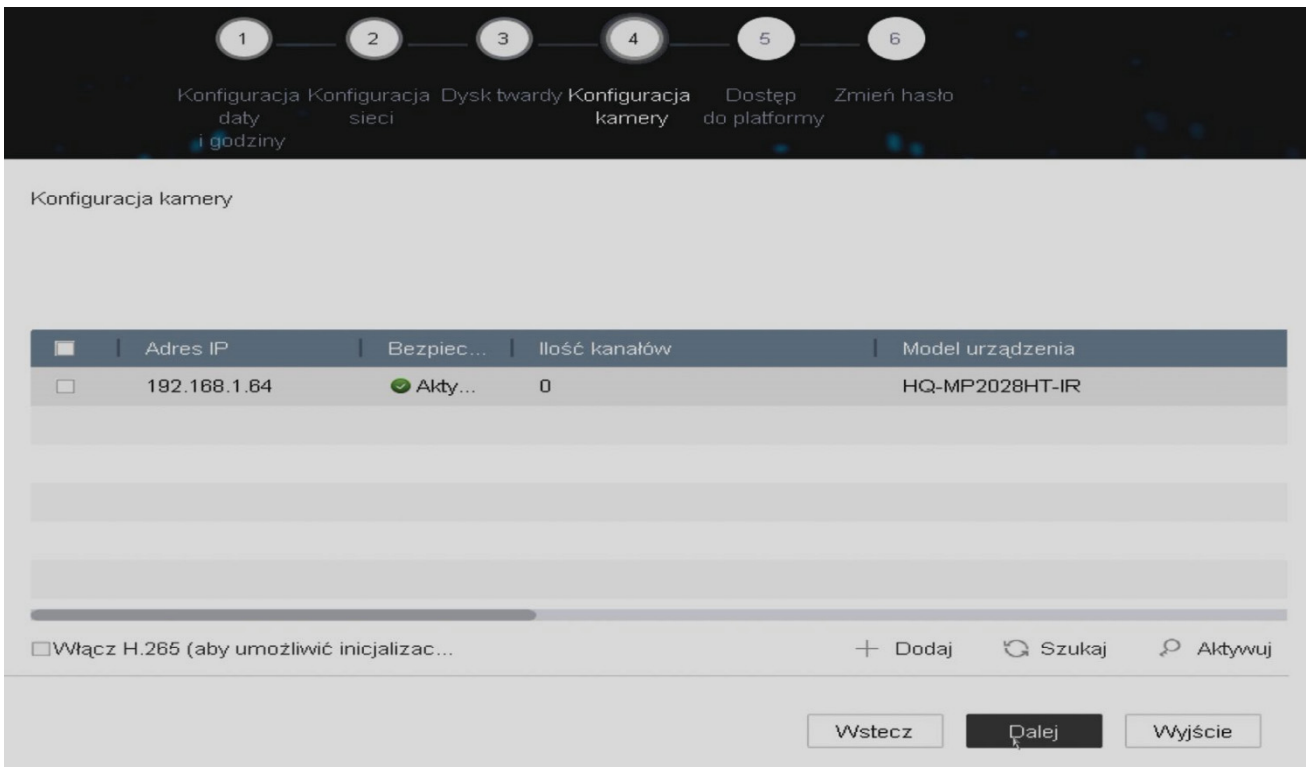 1 2 3 4 5 6
Konfiguracja Konfiguracja Dysk twardy Konfiguracja Dostęp Zmień hasło
daty sieci kamery do platformy
i godziny
Konfiguracja kamery
Adres IP Bezpiec... Ilość kanałów Model urządzenia
192.168.1.64 Akty... 0 HQ-MP2028HT-IR
Włącz H.265 (aby umożliwić inicjalizac... Dodaj Szukaj Aktywuj
Wstecz Dalej Wyjście